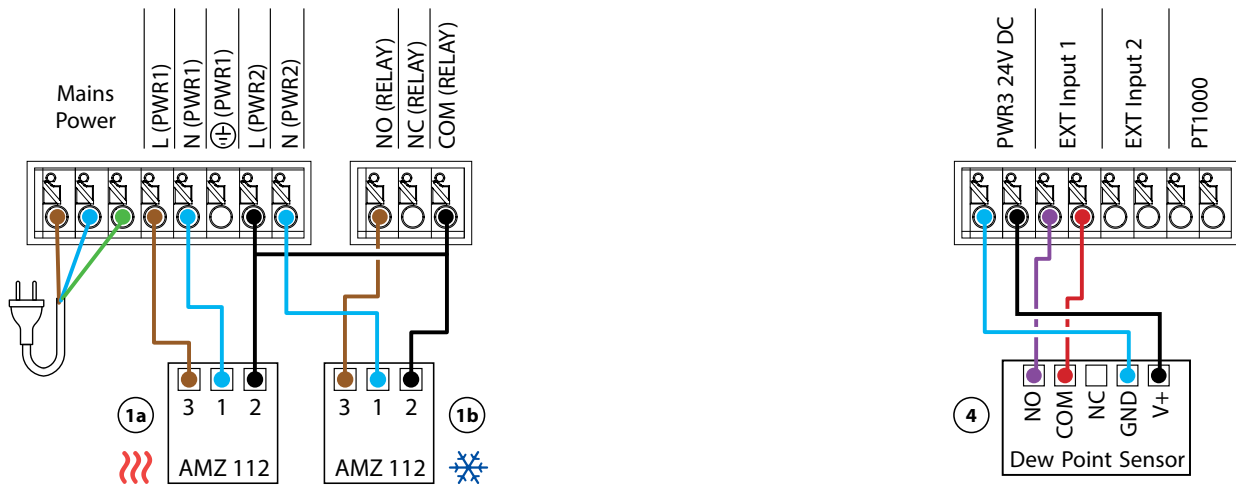 Mains
Power
L (PWR1)
N (PWR1)
(PWR1)
L (PWR2)
N (PWR2)
NO (RELAY)
NC (RELAY)
COM (RELAY)
PWR3 24V DC
EXT Input 1
EXT Input 2
PT1000
1a
3 1 2
AMZ 112
3 1 2
AMZ 112
1b
4
NO
COM
NC
GND
V+
Dew Point Sensor